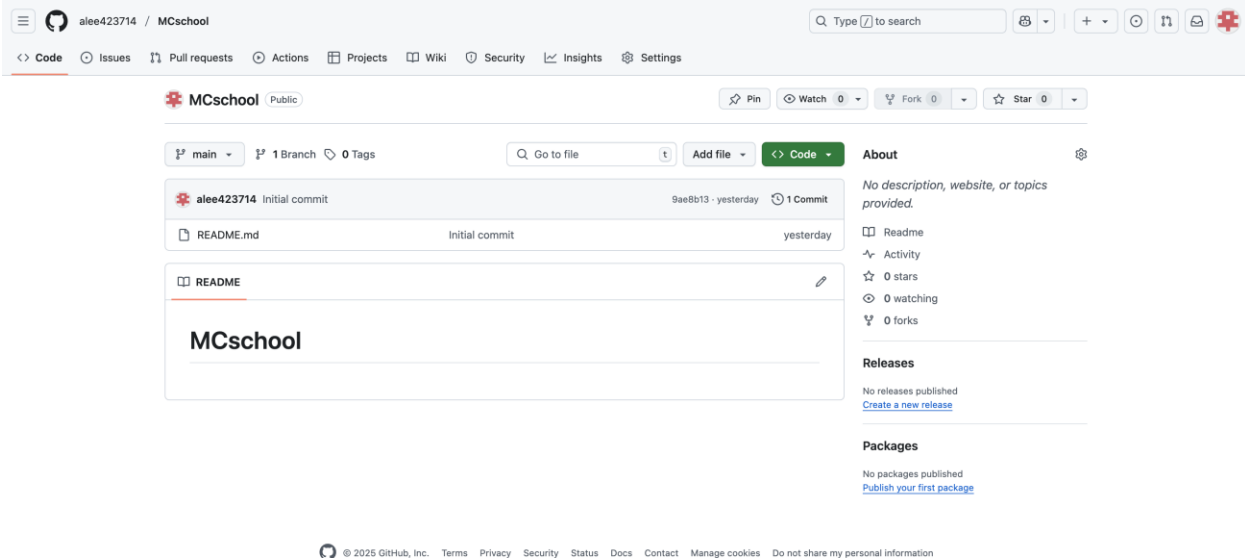 alee423714 / MCschool
Type / to search
Code Issues Pull requests Actions Projects Wiki Security Insights Settings
MCschool Public
Pin Watch 0 Fork 0 Star 0
main 1 Branch 0 Tags
Go to file t Add file Code
alee423714 Initial commit 9ae8b13 · yesterday 1 Commit
README.md Initial commit yesterday
README
MCschool
About
No description, website, or topics
provided.
Readme
Activity
0 stars
0 watching
0 forks
Releases
No releases published
Create a new release
Packages
No packages published
Publish your first package
© 2025 GitHub, Inc. Terms Privacy Security Status Docs Contact Manage cookies Do not share my personal information